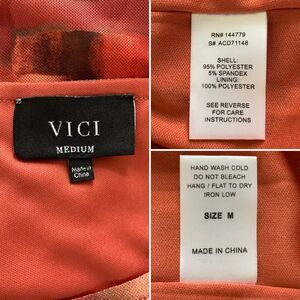 VICI
MEDIUM
Made in
China
RN# 144779
S# ACD71148
SHELL:
95% POLYESTER
5% SPANDEX
LINING:
100% POLYESTER
SEE REVERSE
FOR CARE
INSTRUCTIONS
HAND WASH COLD
DO NOT BLEACH
HANG / FLAT TO DRY
IRON LOW
SIZE M
MADE IN CHINA